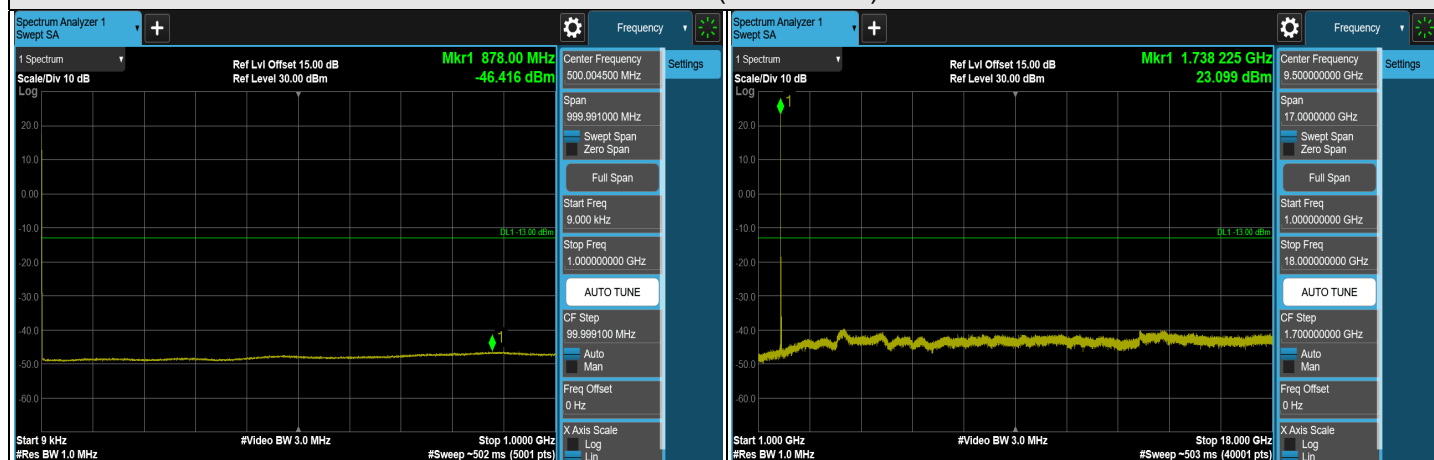 Spectrum Analyzer 1
Swept SA
+
Frequency
1 Spectrum
Scale/Div 10 dB
Ref Lvl Offset 15.00 dB
Ref Level 30.00 dBm
Mkr1 878.00 MHz
-46.416 dBm
Log
20.0
10.0
0.00
-10.0
-20.0
-30.0
-40.0
-50.0
-60.0
DL1 -13.00 dBm
1
Start 9 kHz
#Res BW 1.0 MHz
#Video BW 3.0 MHz
Stop 1.0000 GHz
#Sweep ~502 ms (5001 pts)
Center Frequency
500.004500 MHz
Settings
Span
999.991000 MHz
Swept Span
Zero Span
Full Span
Start Freq
9.000 kHz
Stop Freq
1.000000000 GHz
AUTO TUNE
CF Step
99.999100 MHz
Auto
Man
Freq Offset
0 Hz
X Axis Scale
Log
Lin
Spectrum Analyzer 1
Swept SA
+
Frequency
1 Spectrum
Scale/Div 10 dB
Ref Lvl Offset 15.00 dB
Ref Level 30.00 dBm
Mkr1 1.738 225 GHz
23.099 dBm
Log
1
20.0
10.0
0.00
-10.0
-20.0
-30.0
-40.0
-50.0
-60.0
DL1 -13.00 dBm
Start 1.000 GHz
#Res BW 1.0 MHz
#Video BW 3.0 MHz
Stop 18.000 GHz
#Sweep ~503 ms (40001 pts)
Center Frequency
9.500000000 GHz
Settings
Span
17.0000000 GHz
Swept Span
Zero Span
Full Span
Start Freq
1.000000000 GHz
Stop Freq
18.000000000 GHz
AUTO TUNE
CF Step
1.700000000 GHz
Auto
Man
Freq Offset
0 Hz
X Axis Scale
Log
Lin